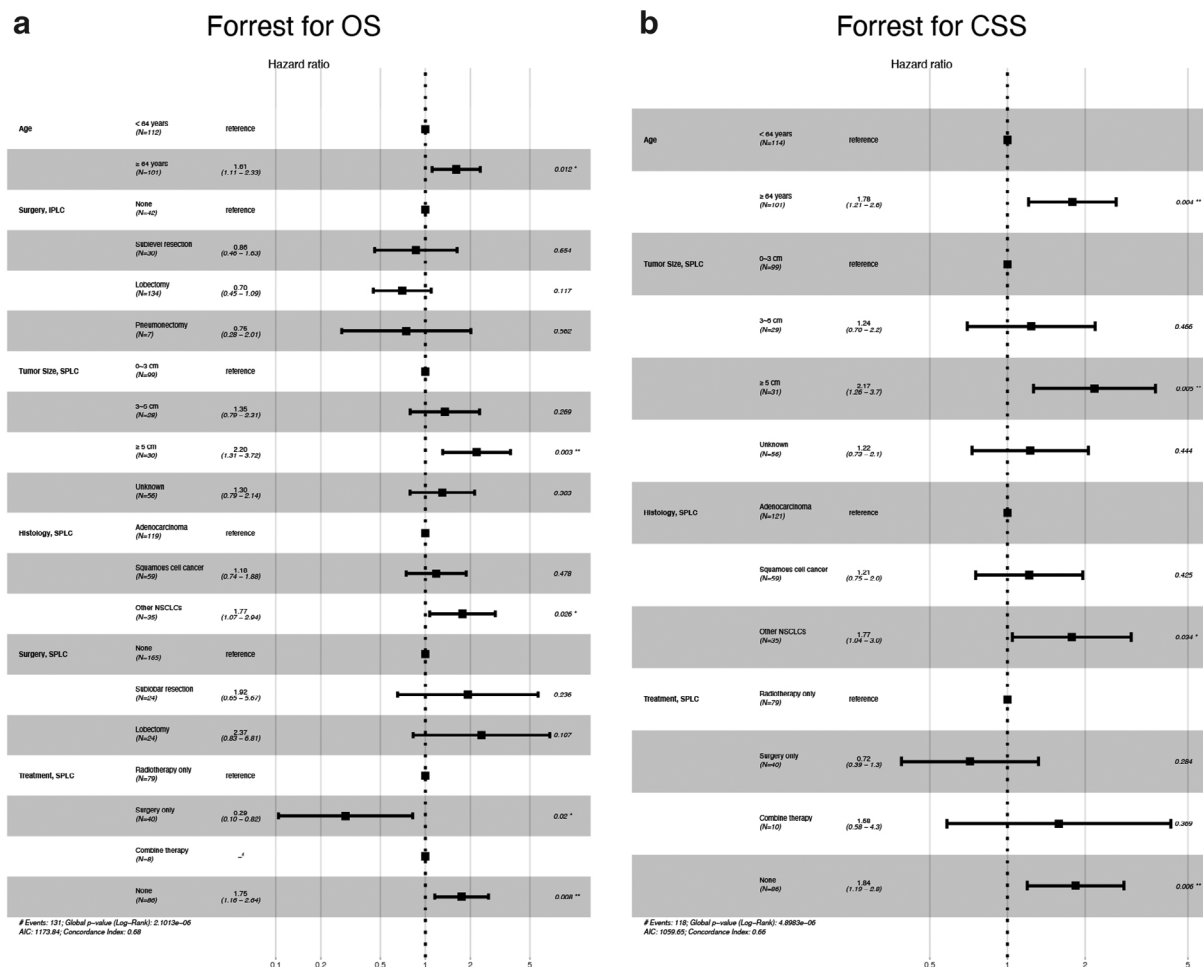 a
Forrest for OS
Hazard ratio
Age
< 64 years
(N=112)
reference
≥ 64 years
(N=101)
1.61
(1.11 – 2.33)
0.012 *
Surgery, IPLC
None
(N=42)
reference
Sublevel resection
(N=30)
0.86
(0.46 – 1.63)
0.654
Lobectomy
(N=134)
0.70
(0.45 – 1.09)
0.117
Pneumonectomy
(N=7)
0.75
(0.28 – 2.01)
0.562
Tumor Size, SPLC
0–3 cm
(N=99)
reference
3–5 cm
(N=28)
1.35
(0.79 – 2.31)
0.269
≥ 5 cm
(N=30)
2.20
(1.31 – 3.72)
0.003 **
Unknown
(N=56)
1.30
(0.79 – 2.14)
0.303
Histology, SPLC
Adenocarcinoma
(N=119)
reference
Squamous cell cancer
(N=59)
1.18
(0.74 – 1.88)
0.478
Other NSCLCs
(N=35)
1.77
(1.07 – 2.94)
0.026 *
Surgery, SPLC
None
(N=165)
reference
Sublobar resection
(N=24)
1.92
(0.65 – 5.67)
0.236
Lobectomy
(N=24)
2.37
(0.83 – 6.81)
0.107
Treatment, SPLC
Radiotherapy only
(N=79)
reference
Surgery only
(N=40)
0.29
(0.10 – 0.82)
0.02 *
Combine therapy
(N=8)
–#
None
(N=86)
1.75
(1.16 – 2.64)
0.008 **
# Events: 131; Global p-value (Log-Rank): 2.1013e-06
AIC: 1173.84; Concordance Index: 0.68
0.1 0.2 0.5 1 2 5
b
Forrest for CSS
Hazard ratio
Age
< 64 years
(N=114)
reference
≥ 64 years
(N=101)
1.78
(1.21 – 2.6)
0.004 **
Tumor Size, SPLC
0–3 cm
(N=99)
reference
(N=29)
1.24
(0.70 – 2.2)
0.466
≥ 5 cm
(N=31)
2.17
(1.26 – 3.7)
0.005 **
Unknown
(N=56)
1.22
(0.73 – 2.1)
0.444
Histology, SPLC
Adenocarcinoma
(N=121)
reference
Squamous cell cancer
(N=59)
1.21
(0.75 – 2.0)
0.425
Other NSCLCs
(N=35)
1.77
(1.04 – 3.0)
0.034 *
Treatment, SPLC
Radiotherapy only
(N=79)
reference
Surgery only
(N=40)
0.72
(0.39 – 1.3)
0.284
Combine therapy
(N=10)
1.58
(0.58 – 4.3)
0.369
None
(N=86)
1.84
(1.19 – 2.8)
0.006 **
# Events: 118; Global p-value (Log-Rank): 4.8983e-06
AIC: 1059.65; Concordance Index: 0.66
0.5 1 2 5